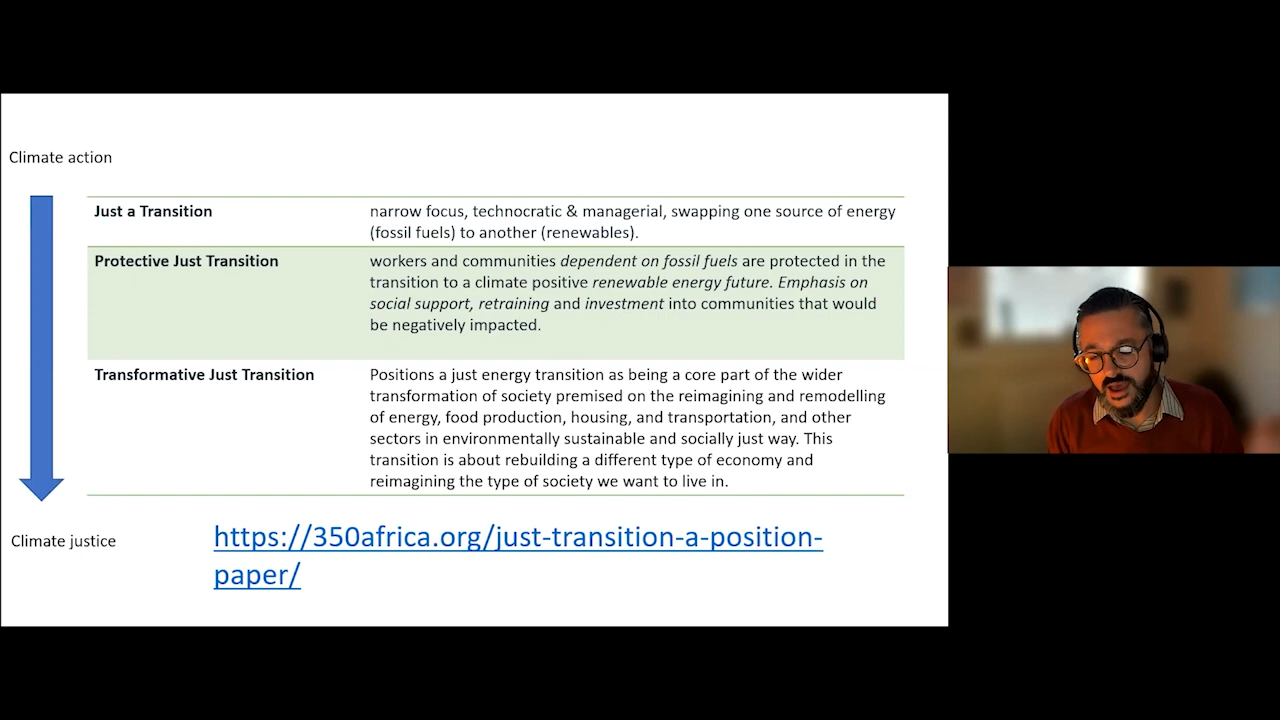 Climate action
Just a Transition
narrow focus, technocratic & managerial, swapping one source of energy
(fossil fuels) to another (renewables).
Protective Just Transition
workers and communities dependent on fossil fuels are protected in the
transition to a climate positive renewable energy future. Emphasis on
social support, retraining and investment into communities that would
be negatively impacted.
Transformative Just Transition
Positions a just energy transition as being a core part of the wider
transformation of society premised on the reimagining and remodelling
of energy, food production, housing, and transportation, and other
sectors in environmentally sustainable and socially just way. This
transition is about rebuilding a different type of economy and
reimagining the type of society we want to live in.
Climate justice
https://350africa.org/just-transition-a-position-
paper/